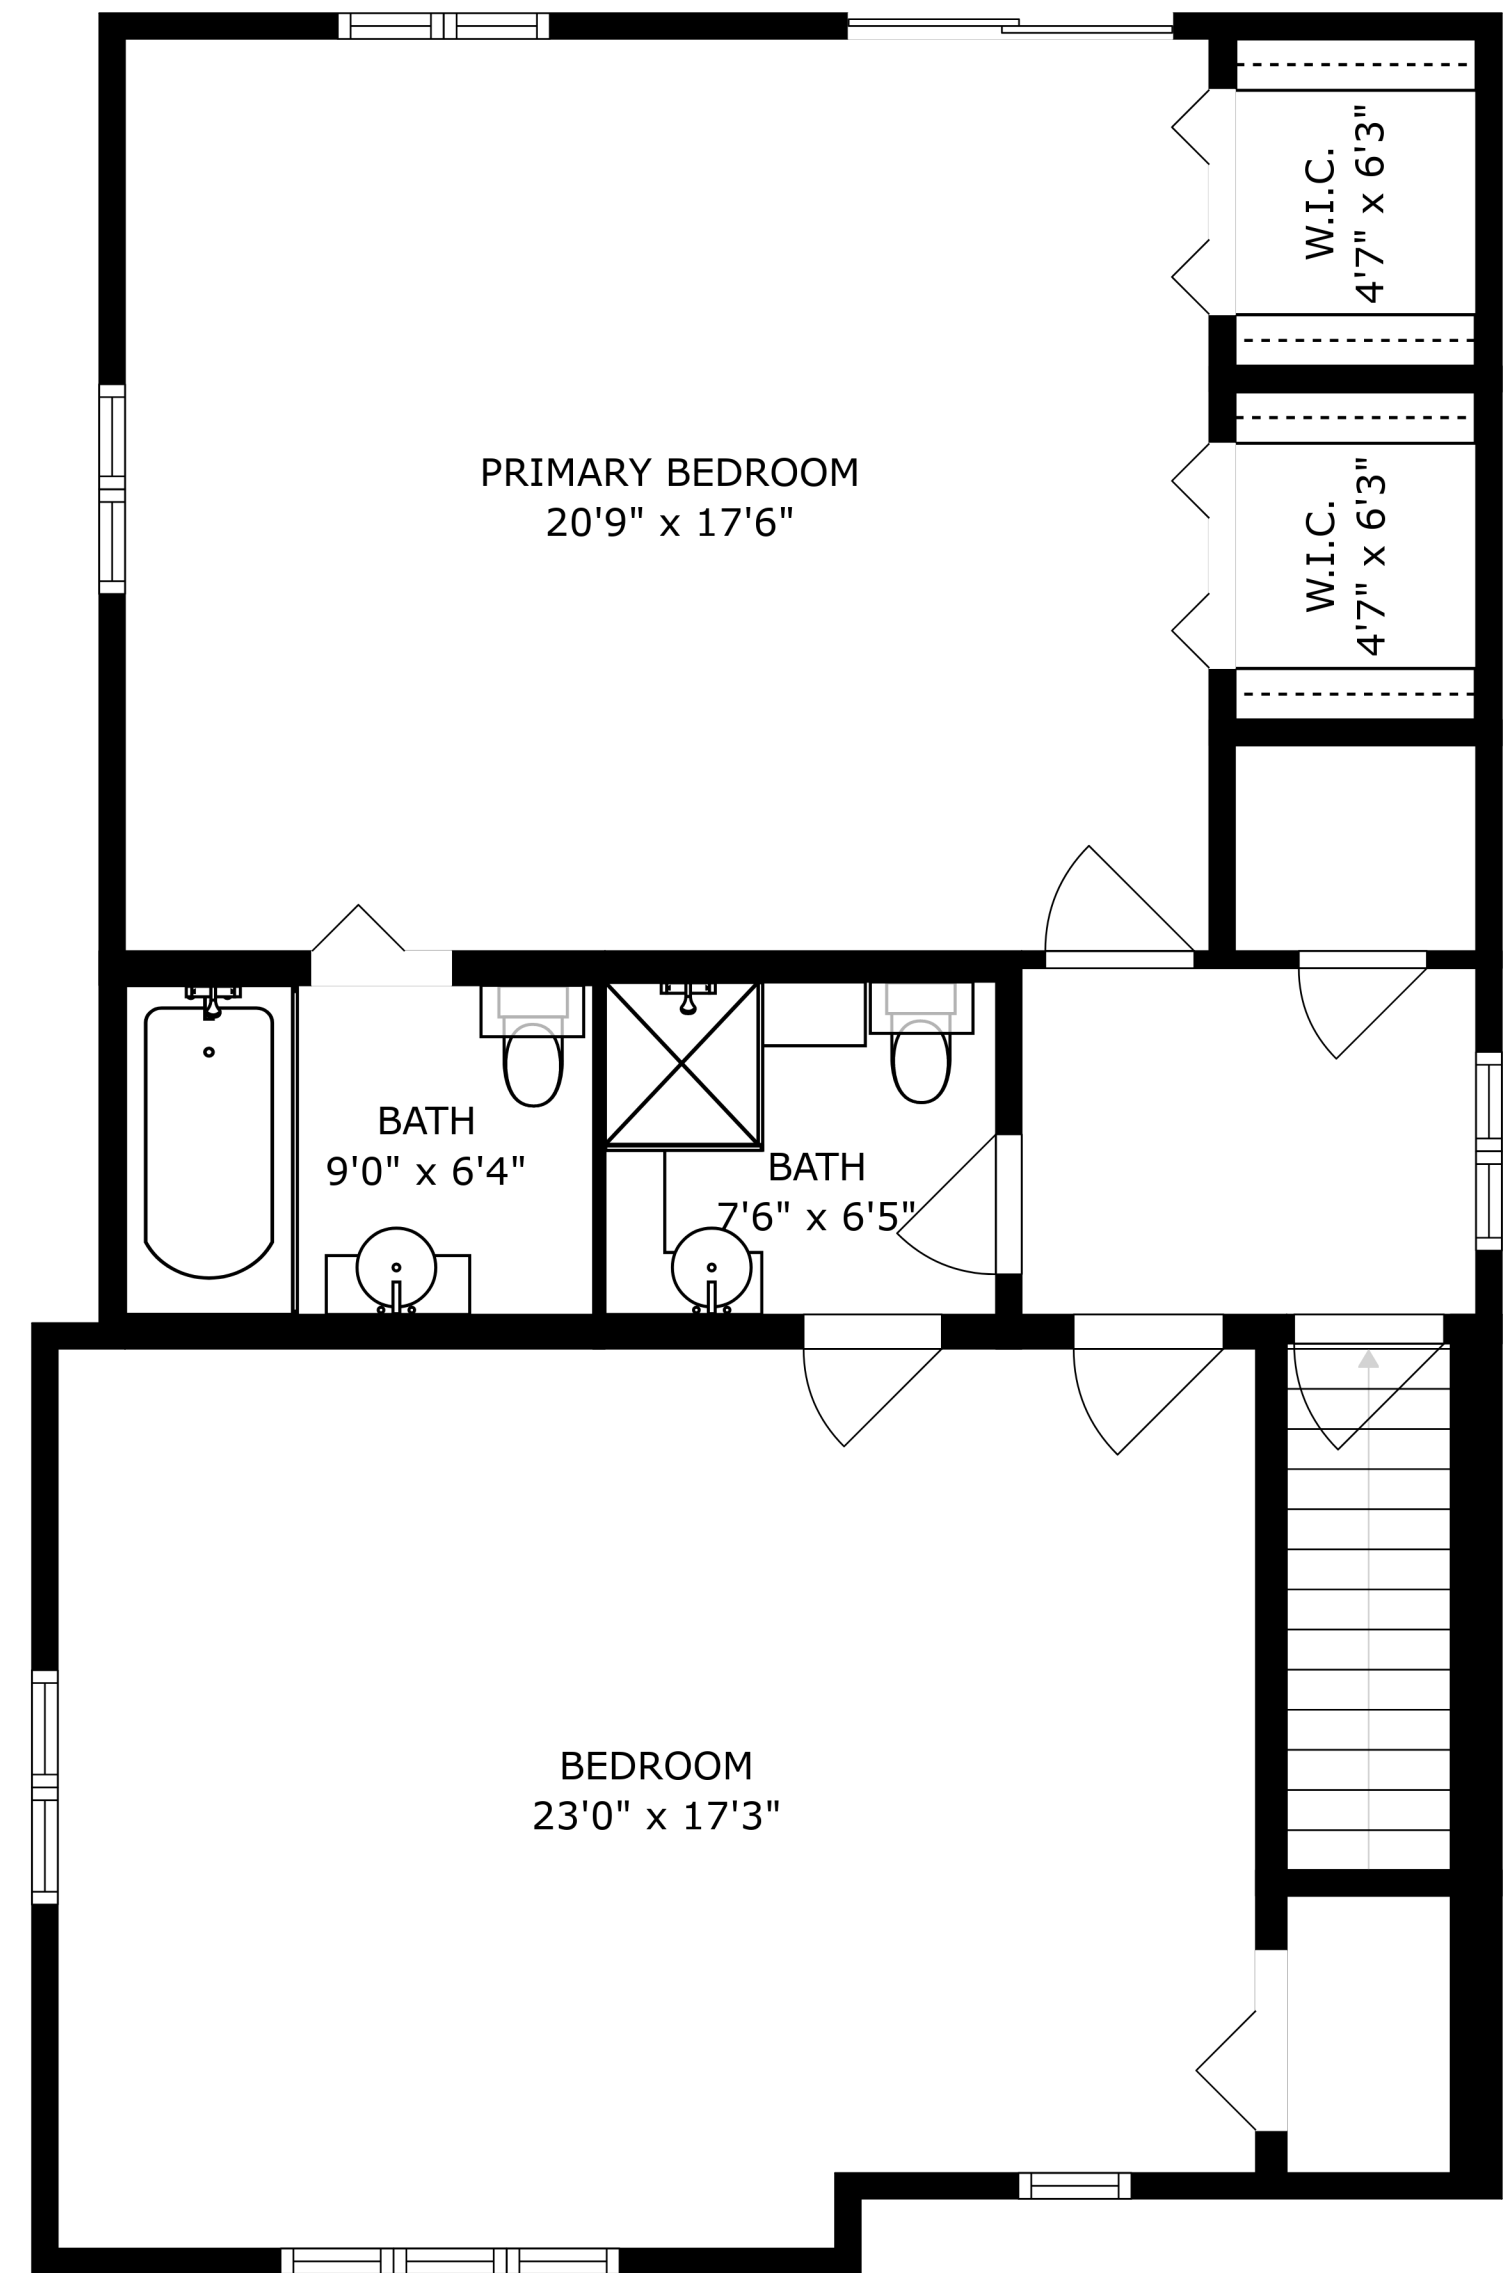 W.I.C.
4'7" x 6'3"
PRIMARY BEDROOM
20'9" x 17'6"
W.I.C.
4'7" x 6'3"
BATH
9'0" x 6'4"
BATH
7'6" x 6'5"
BEDROOM
23'0" x 17'3"